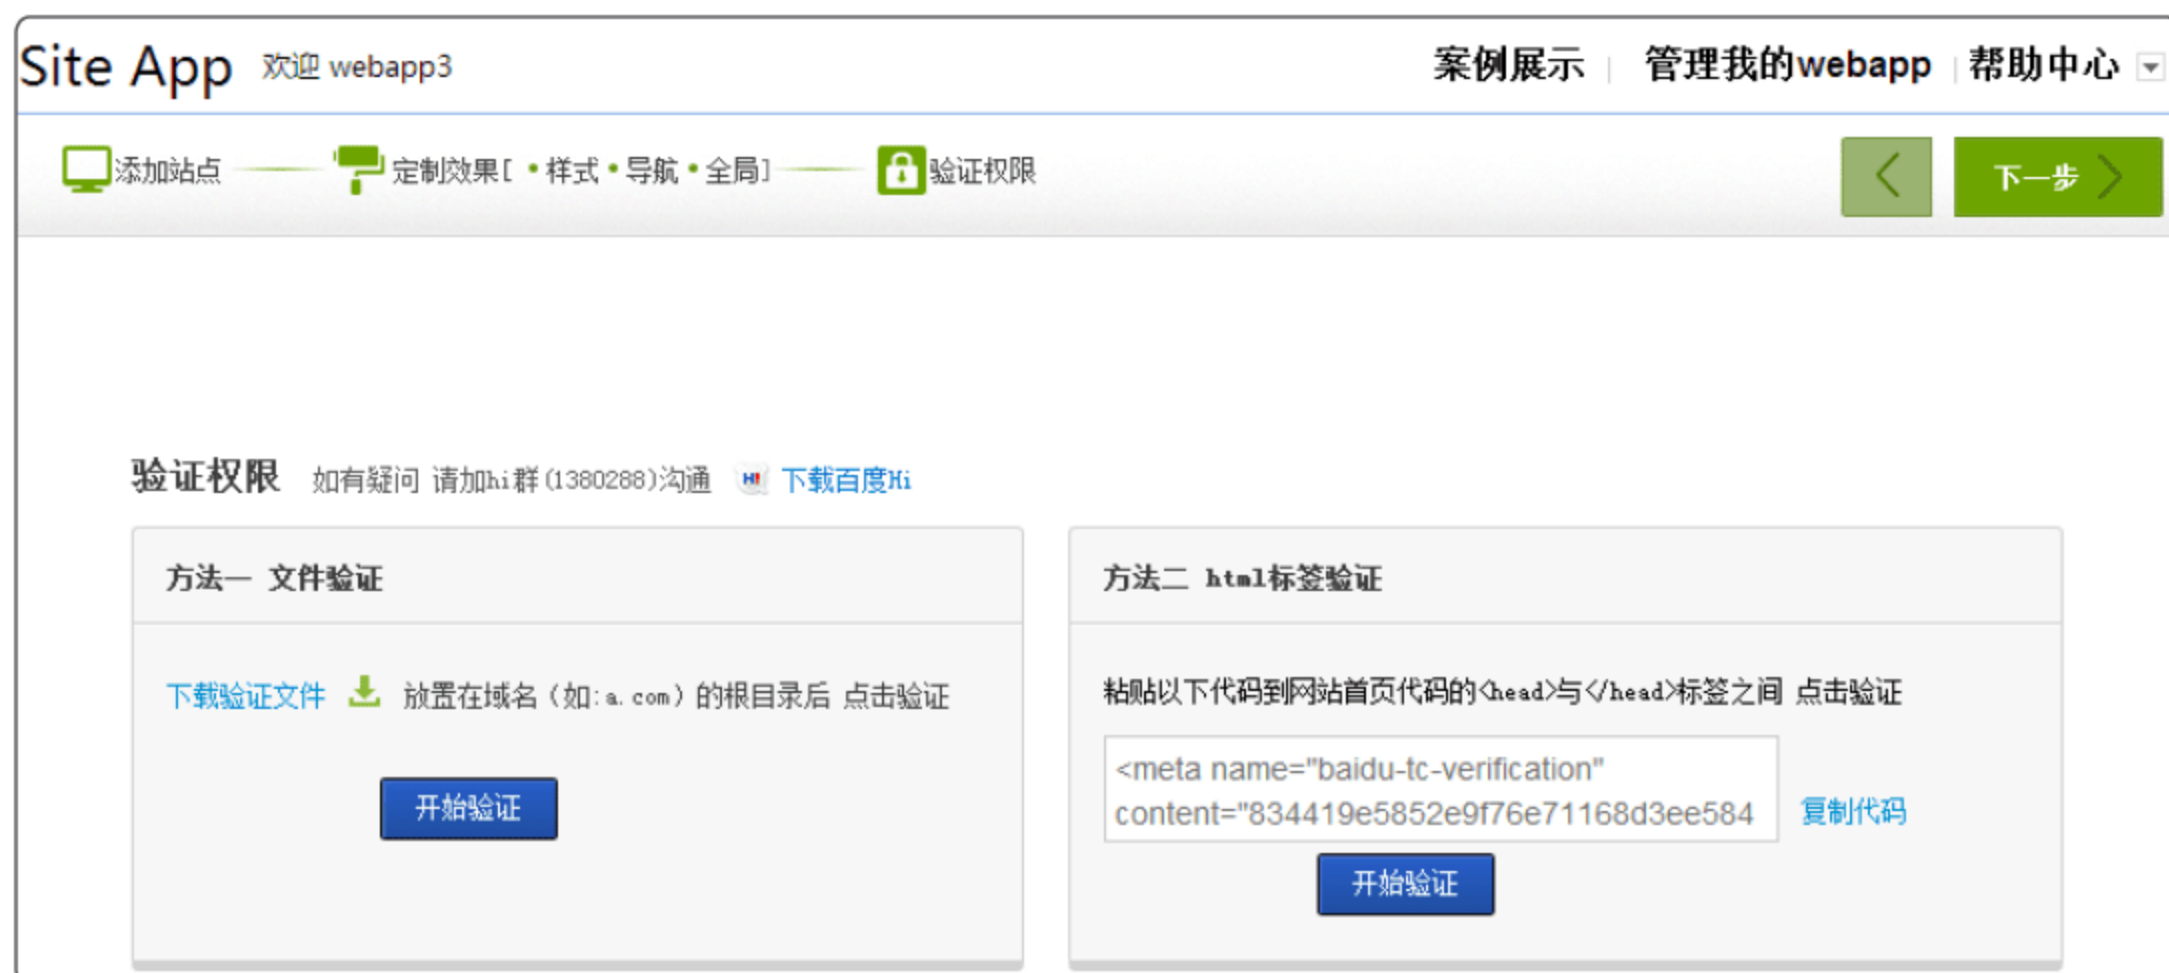 Site App 欢迎 webapp3 案例展示 | 管理我的webapp | 帮助中心
添加站点 定制效果[ •样式 •导航 •全局] 验证权限 下一步
验证权限 如有疑问 请加hi群(1380288)沟通 Hi 下载百度Hi
方法一 文件验证
下载验证文件 放置在域名（如:a.com）的根目录后 点击验证
开始验证
方法二 html标签验证
粘贴以下代码到网站首页代码的<head>与</head>标签之间 点击验证
<meta name="baidu-tc-verification"
content="834419e5852e9f76e71168d3ee584
复制代码
开始验证